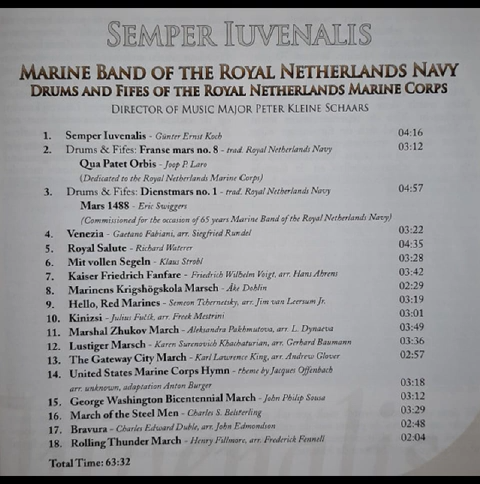 SEMPER IUVENALIS
MARINE BAND OF THE ROYAL NETHERLANDS NAVY
DRUMS AND FIFES OF THE ROYAL NETHERLANDS MARINE CORPS
DIRECTOR OF MUSIC MAJOR PETER KLEINE SCHAARS
1. Semper Iuvenalis - Günter Ernst Koch 04:16
2. Drums & Fifes: Franse mars no. 8 - trad. Royal Netherlands Navy 03:12
Qua Patet Orbis - Joop P. Laro
(Dedicated to the Royal Netherlands Marine Corps)
3. Drums & Fifes: Dienstmars no. 1 - trad. Royal Netherlands Navy 04:57
Mars 1488 - Eric Swiggers
(Commissioned for the occasion of 65 years Marine Band of the Royal Netherlands Navy)
4. Venezia - Gaetano Fabiani, arr. Siegfried Rundel 03:22
5. Royal Salute - Richard Waterer 04:35
6. Mit vollen Segeln - Klaus Strobl 03:28
7. Kaiser Friedrich Fanfare - Friedrich Wilhelm Voigt, arr. Hans Ahrens 03:42
8. Marinens Krigshögskola Marsch - Åke Dohlin 02:29
9. Hello, Red Marines - Semeon Tchernetsky, arr. Jim van Leersum Jr. 03:19
10. Kinizsi - Julius Fučík, arr. Freek Mestrini 03:01
11. Marshal Zhukov March - Aleksandra Pakhmutova, arr. L. Dynaeva 03:49
12. Lustiger Marsch - Karen Surenovich Khachaturian, arr. Gerhard Baumann 03:36
13. The Gateway City March - Karl Lawrence King, arr. Andrew Glover 02:57
14. United States Marine Corps Hymn - theme by Jacques Offenbach
arr. unknown, adaptation Anton Burger 03:18
15. George Washington Bicentennial March - John Philip Sousa 03:12
16. March of the Steel Men - Charles S. Belsterling 03:29
17. Bravura - Charles Edward Duble, arr. John Edmondson 02:48
18. Rolling Thunder March - Henry Fillmore, arr. Frederick Fennell 02:04
Total Time: 63:32